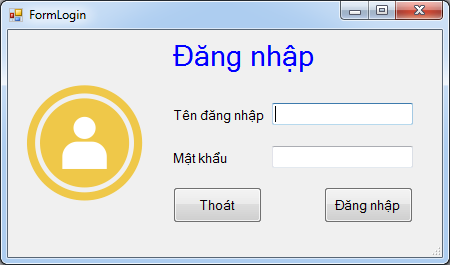 FormLogin
Đăng nhập
Tên đăng nhập
Mật khẩu
Thoát
Đăng nhập